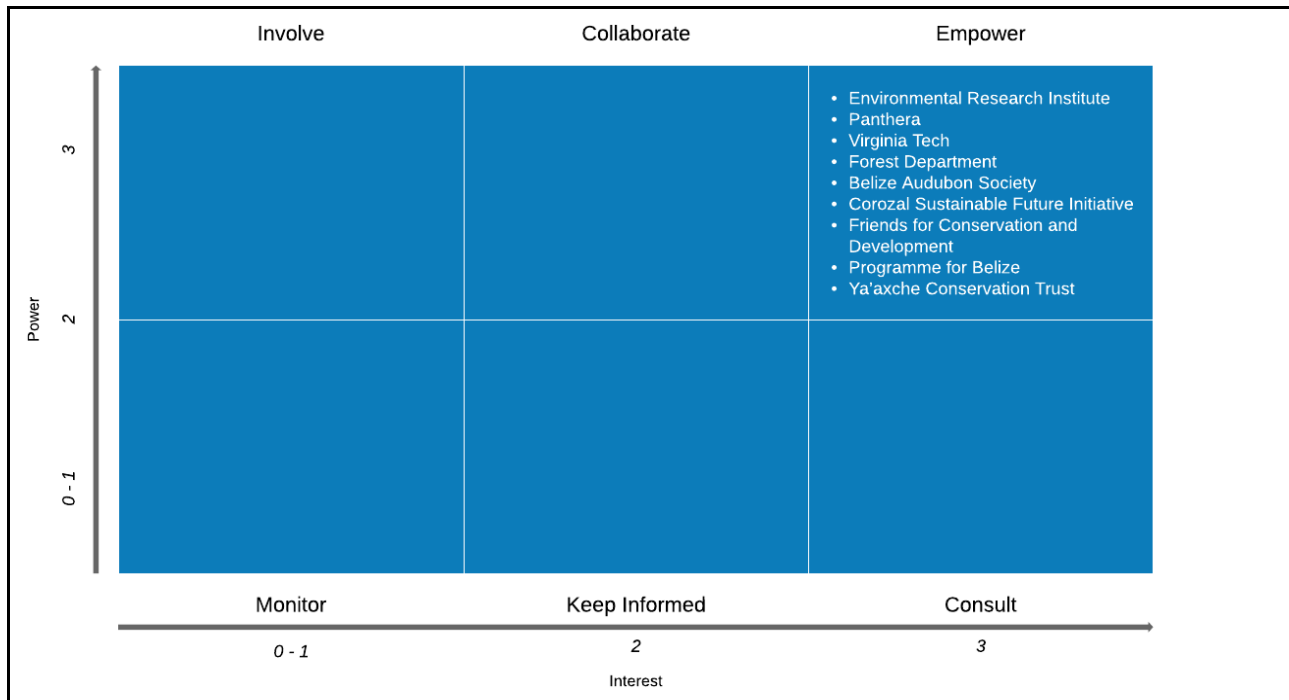 Involve
Collaborate
Empower
• Environmental Research Institute
• Panthera
• Virginia Tech
• Forest Department
• Belize Audubon Society
• Corozal Sustainable Future Initiative
• Friends for Conservation and
Development
• Programme for Belize
• Ya'axche Conservation Trust
3
2
0 - 1
Power
Monitor
Keep Informed
Consult
0 - 1
2
3
Interest